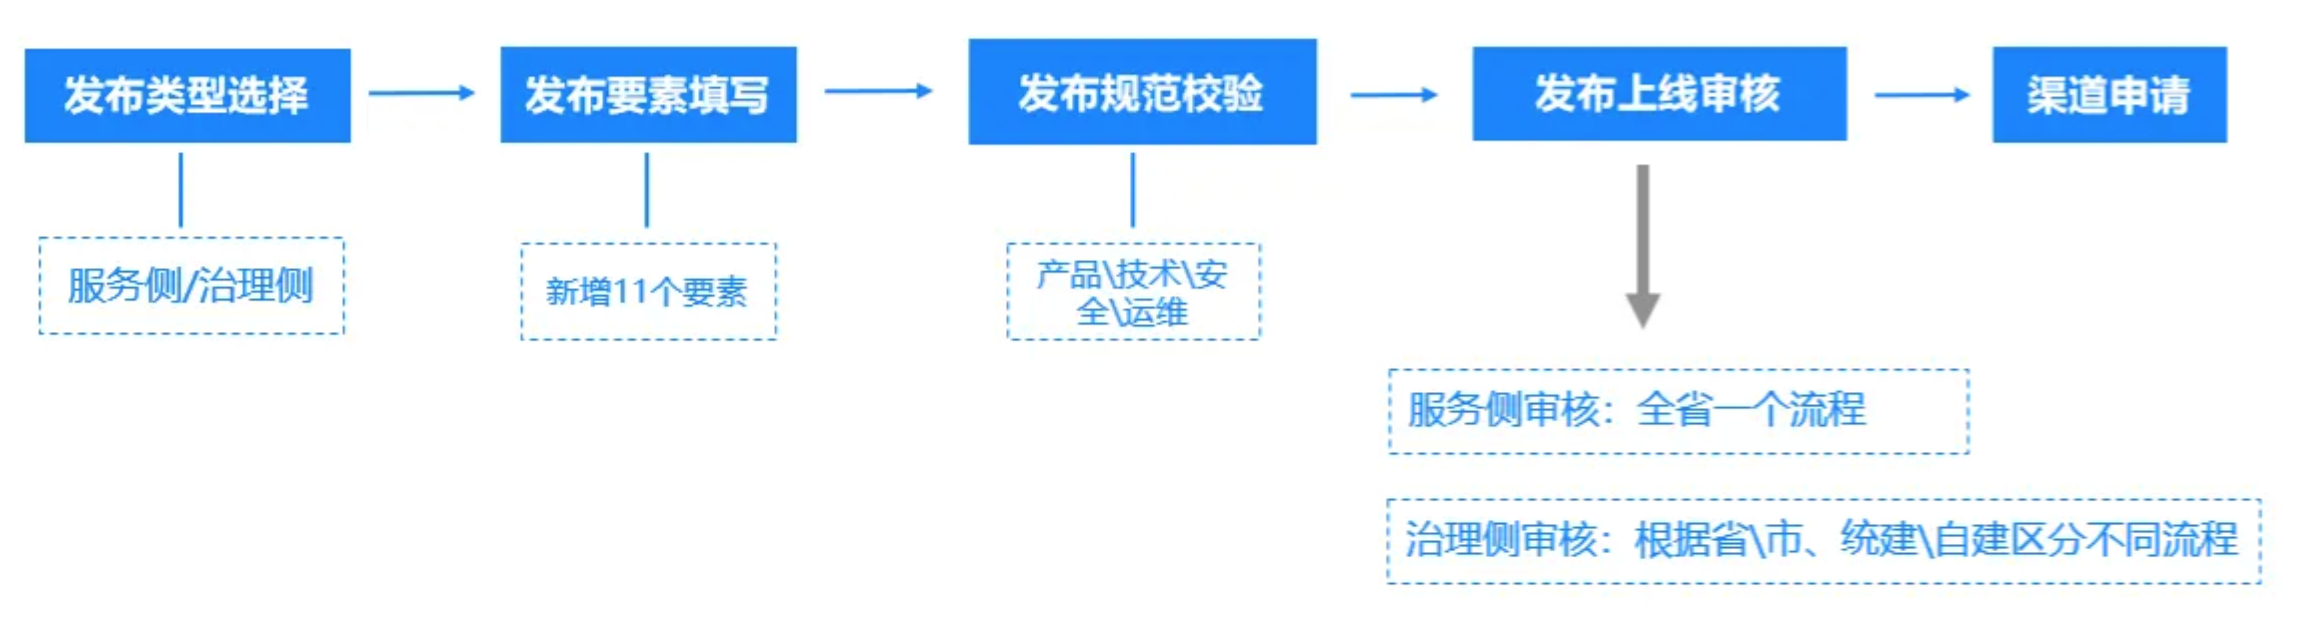 发布类型选择
发布要素填写
发布规范校验
发布上线审核
渠道申请
服务侧/治理侧
新增11个要素
产品\技术\安
全\运维
服务侧审核：全省一个流程
治理侧审核：根据省\市、统建\自建区分不同流程